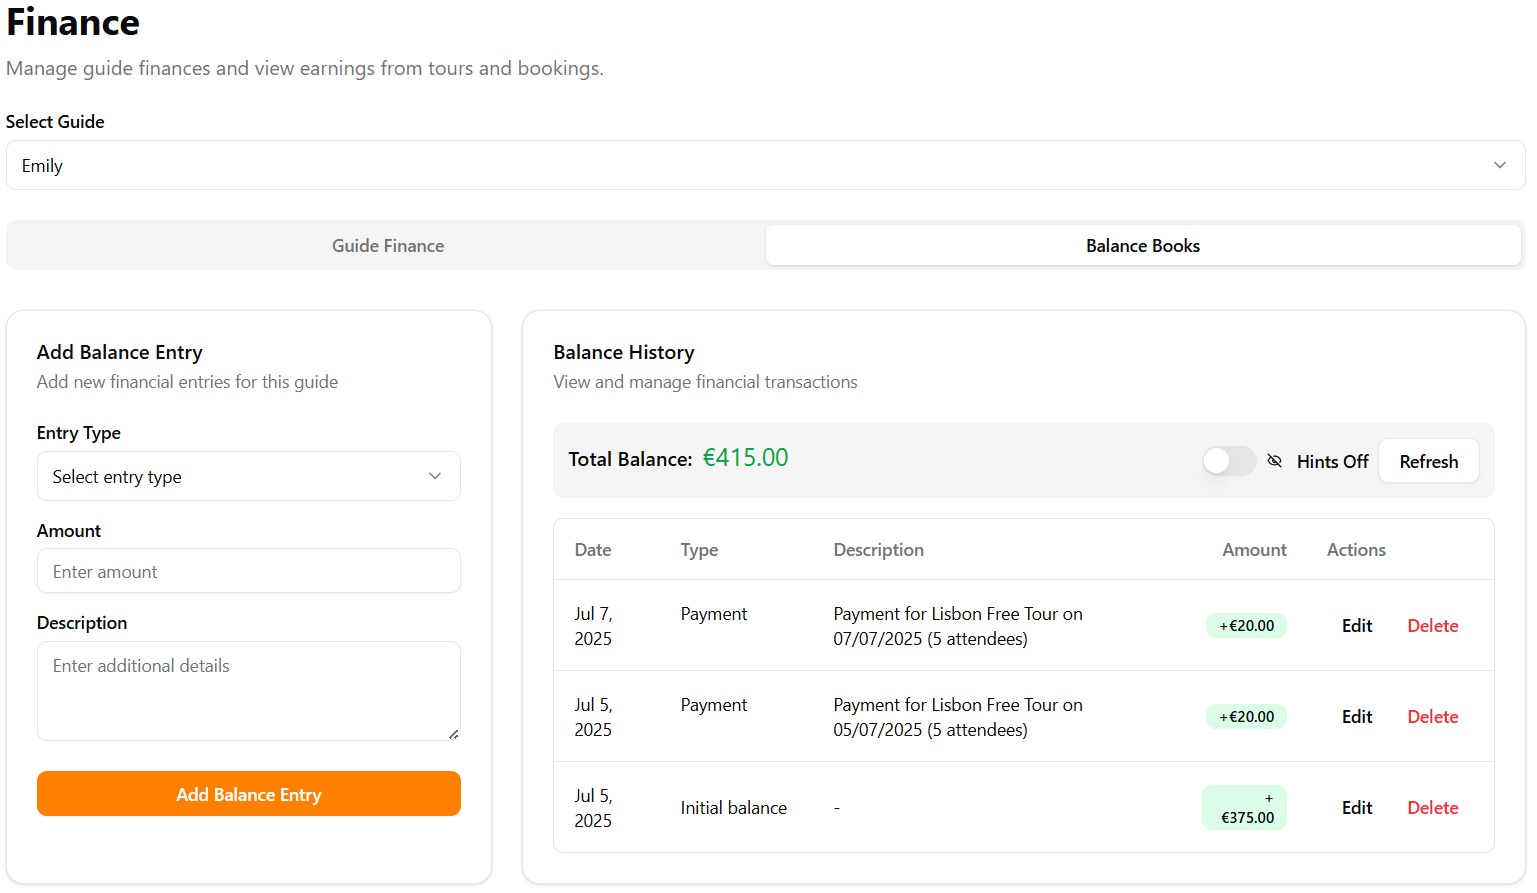 Finance
Manage guide finances and view earnings from tours and bookings.
Select Guide
Emily
Guide Finance
Balance Books
Add Balance Entry
Add new financial entries for this guide
Entry Type
Select entry type
Amount
Enter amount
Description
Enter additional details
Add Balance Entry
Balance History
View and manage financial transactions
Total Balance: €415.00
Hints Off
Refresh
Date Type Description Amount Actions
Jul 7, Payment Payment for Lisbon Free Tour on
2025 07/07/2025 (5 attendees)
+€20.00 Edit Delete
Jul 5, Payment Payment for Lisbon Free Tour on
2025 05/07/2025 (5 attendees)
+€20.00 Edit Delete
Jul 5,
2025
Initial balance -
+
€375.00
Edit Delete